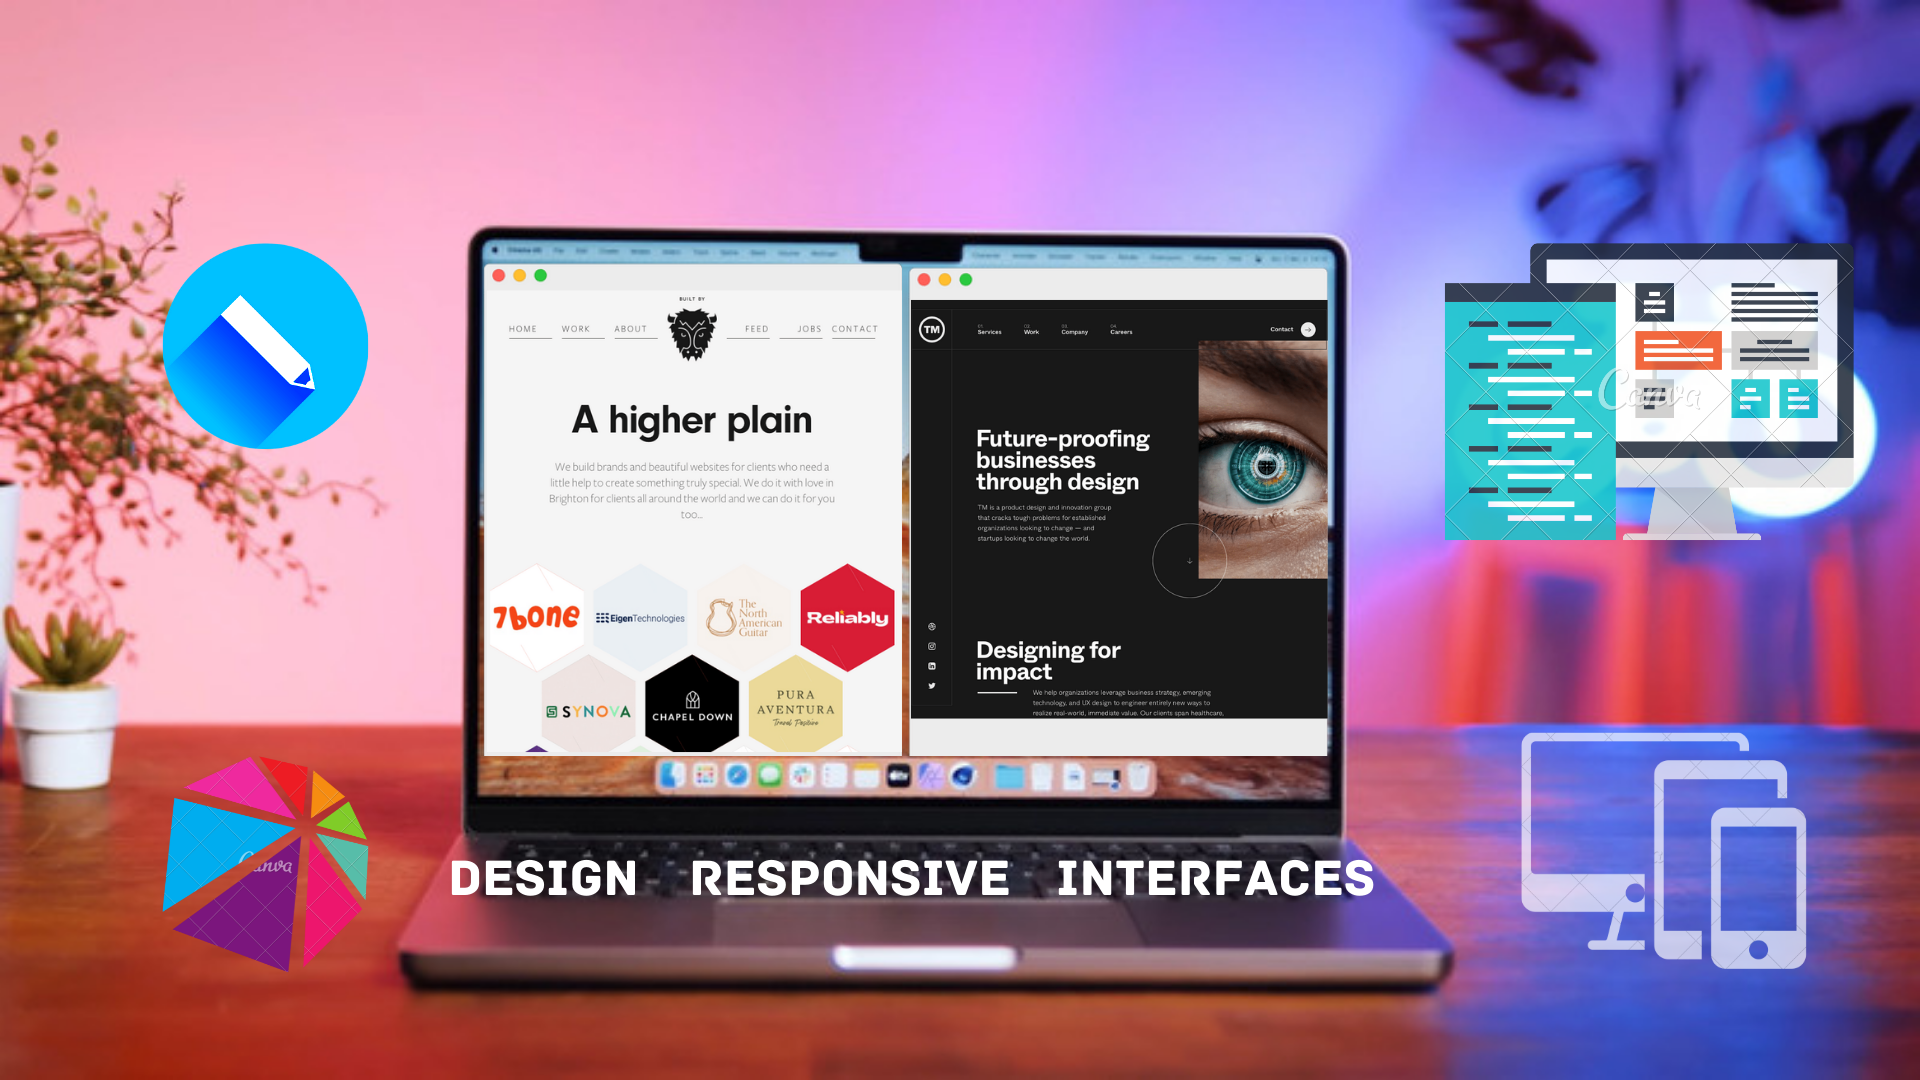 BUILT BY
HOME WORK ABOUT FEED JOBS CONTACT
A higher plain
We build brands and beautiful websites for clients who need a
little help to create something truly special. We do it with love in
Brighton for clients all around the world and we can do it for you
too...
7bone
EigenTechnologies
The
North
American
Guitar
Reliably
SYNOVA
CHAPEL DOWN
PURA
AVENTURA
Travel Positive
TM
01 02 03 04
Services Work Company Careers
Contact
Future-proofing
businesses
through design
TM is a product design and innovation group
that cracks tough problems for established
organizations looking to change — and
startups looking to change the world.
Designing for
impact
We help organizations leverage business strategy, emerging
technology, and UX design to engineer entirely new ways to
realize real-world, immediate value. Our clients span healthcare,
Canva
Canva
DESIGN RESPONSIVE INTERFACES